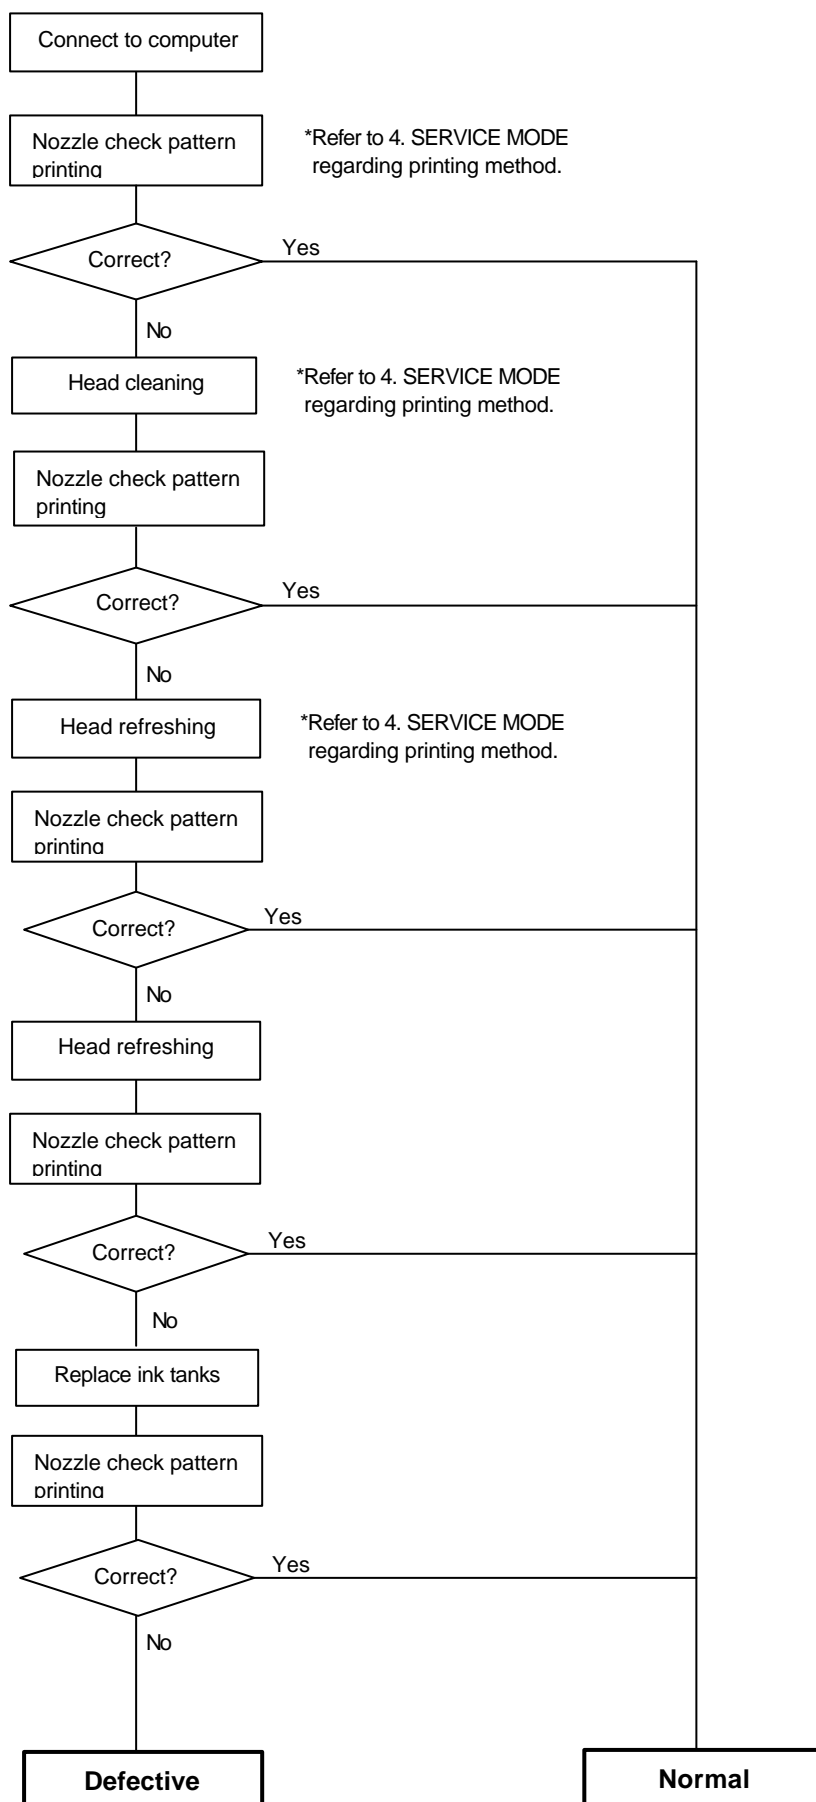 Connect to computer
Nozzle check pattern
printing
*Refer to 4. SERVICE MODE
regarding printing method.
Correct?
Yes
No
Head cleaning
*Refer to 4. SERVICE MODE
regarding printing method.
Nozzle check pattern
printing
Correct?
Yes
No
Head refreshing
*Refer to 4. SERVICE MODE
regarding printing method.
Nozzle check pattern
printing
Correct?
Yes
No
Head refreshing
Nozzle check pattern
printing
Correct?
Yes
No
Replace ink tanks
Nozzle check pattern
printing
Correct?
Yes
No
Defective
Normal